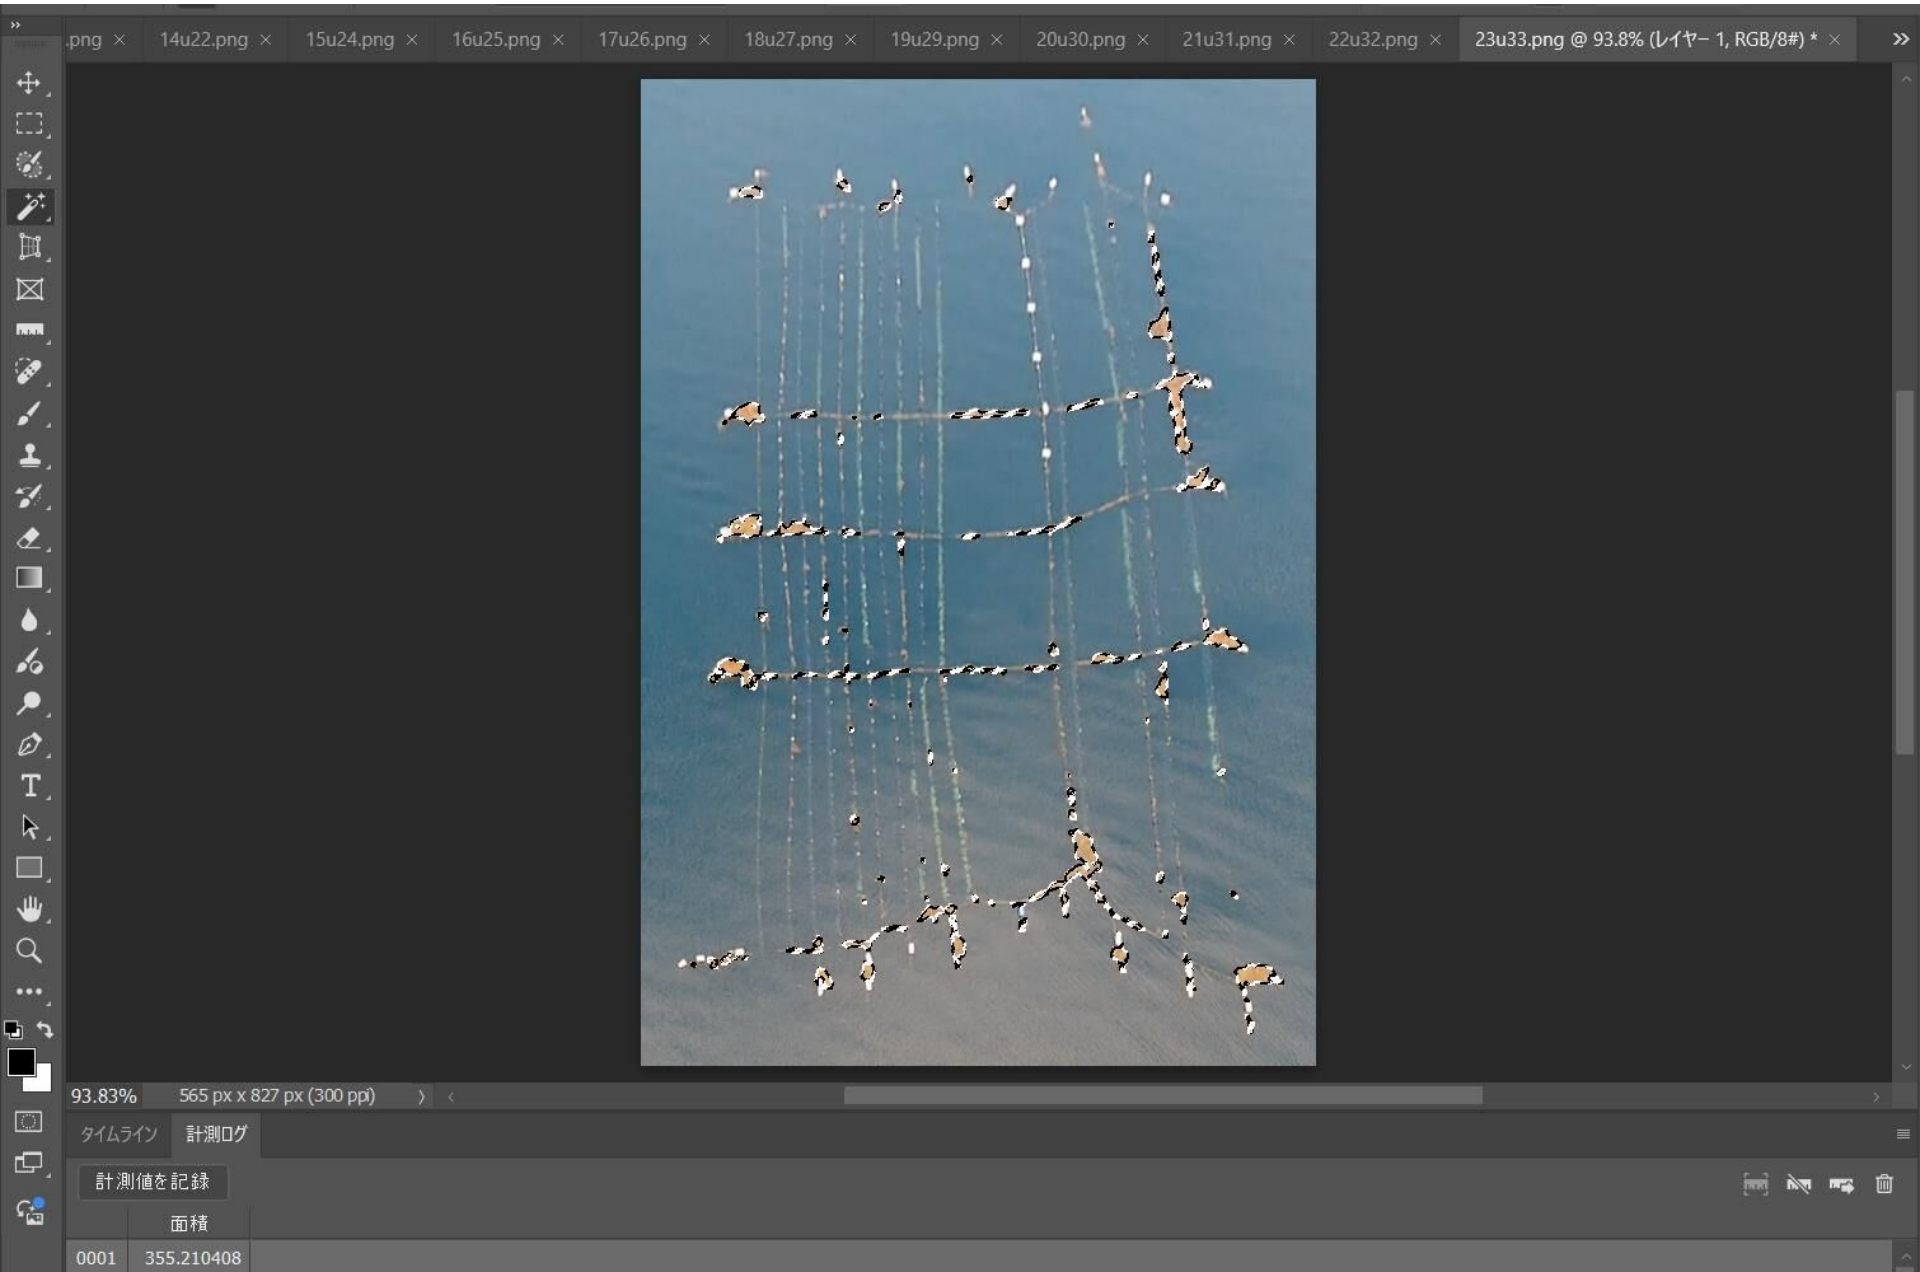 .png × 14u22.png × 15u24.png × 16u25.png × 17u26.png × 18u27.png × 19u29.png × 20u30.png × 21u31.png × 22u32.png × 23u33.png @ 93.8% (レイヤー 1, RGB/8#) * ×
93.83% 565 px x 827 px (300 ppi)
タイムライン 計測ログ
計測値を記録
面積
0001 355.210408